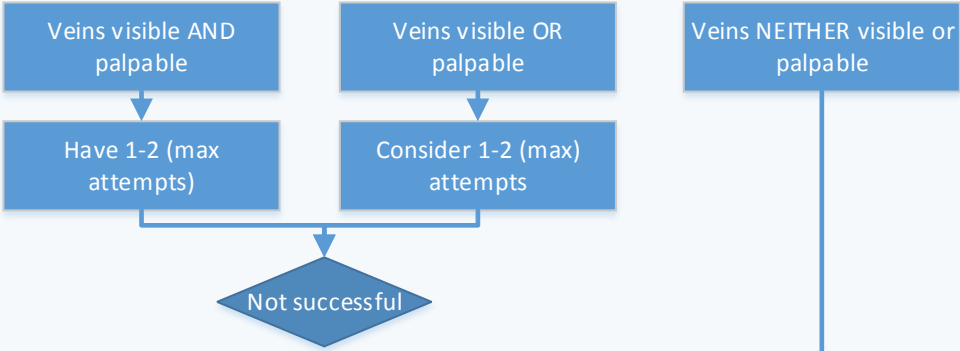 Veins visible AND
palpable
Veins visible OR
palpable
Veins NEITHER visible or
palpable
Have 1-2 (max
attempts)
Consider 1-2 (max)
attempts
Not successful